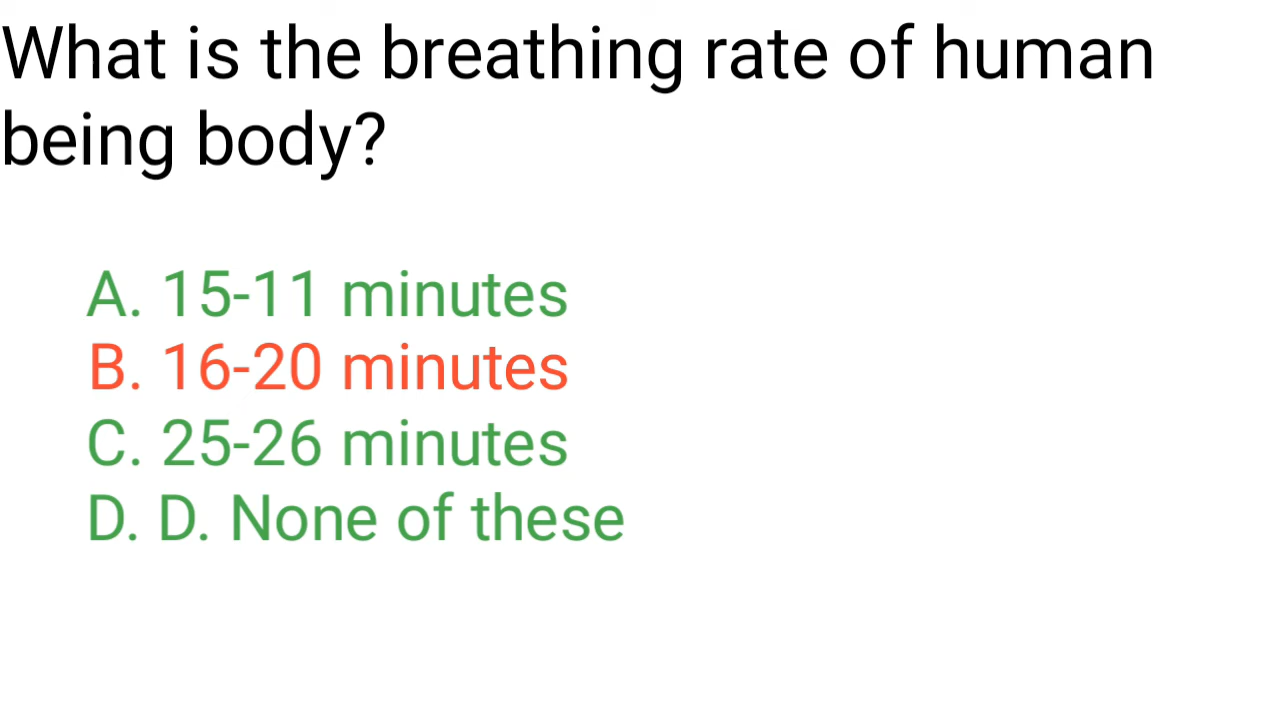 What is the breathing rate of human
being body?
A. 15-11 minutes
B. 16-20 minutes
C. 25-26 minutes
D. D. None of these